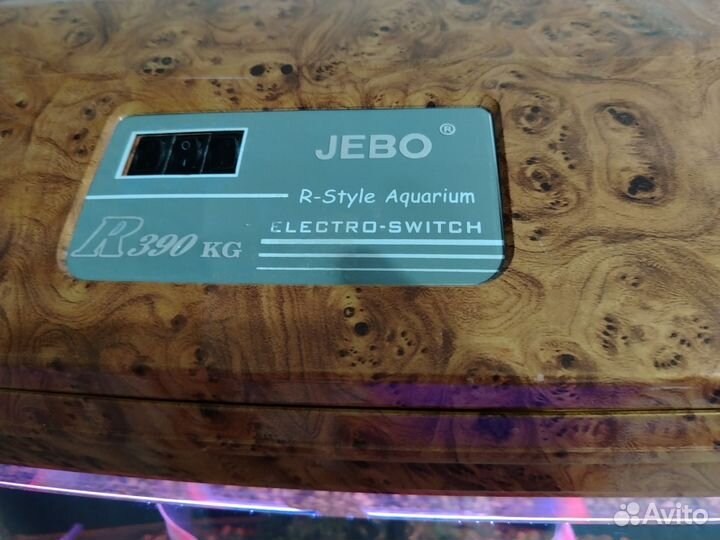 JEBO ®
R-Style Aquarium
ELECTRO-SWITCH
R390 KG
Avito